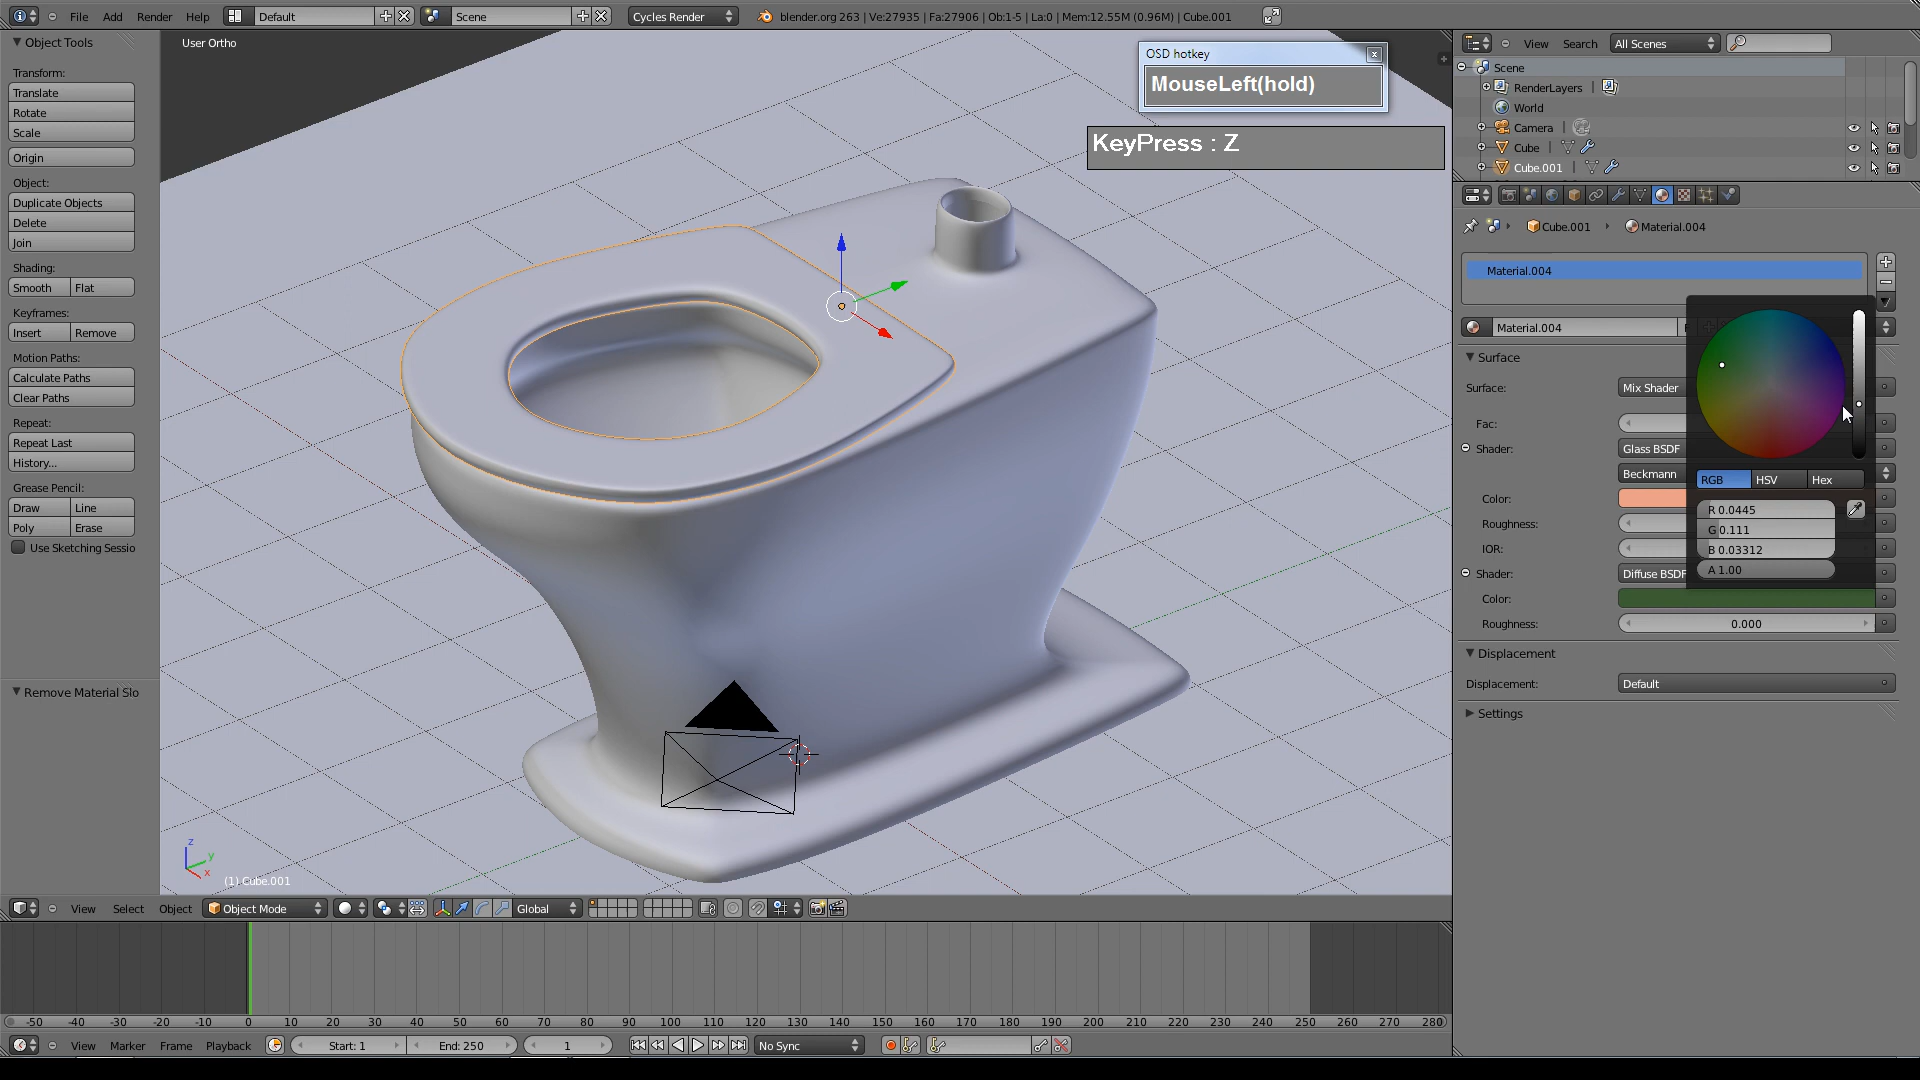 File Add Render Help Default Scene Cycles Render blender.org 263 | Ve:27935 | Fa:27906 | Ob:1-5 | La:0 | Mem:12.55M (0.96M) | Cube.001
Object Tools
Transform:
Translate
Rotate
Scale
Origin
Object:
Duplicate Objects
Delete
Join
Shading:
Smooth Flat
Keyframes:
Insert Remove
Motion Paths:
Calculate Paths
Clear Paths
Repeat:
Repeat Last
History...
Grease Pencil:
Draw Line
Poly Erase
Use Sketching Sessio
Remove Material Slo
User Ortho
OSD hotkey
MouseLeft(hold)
KeyPress : Z
z
y
x
(1) Cube.001
View Select Object Object Mode Global
-50 -40 -30 -20 -10 0 10 20 30 40 50 60 70 80 90 100 110 120 130 140 150 160 170 180 190 200 210 220 230 240 250 260 270 280
View Marker Frame Playback Start: 1 End: 250 1 No Sync
View Search All Scenes
Scene
RenderLayers
World
Camera
Cube
Cube.001
Cube.001 Material.004
Material.004
Material.004
Surface
Surface: Mix Shader
Fac:
Shader: Glass BSDF
Beckmann
Color:
Roughness:
IOR:
Shader: Diffuse BSDF
Color:
Roughness: 0.000
RGB HSV Hex
R 0.0445
G 0.111
B 0.03312
A 1.00
Displacement
Displacement: Default
Settings